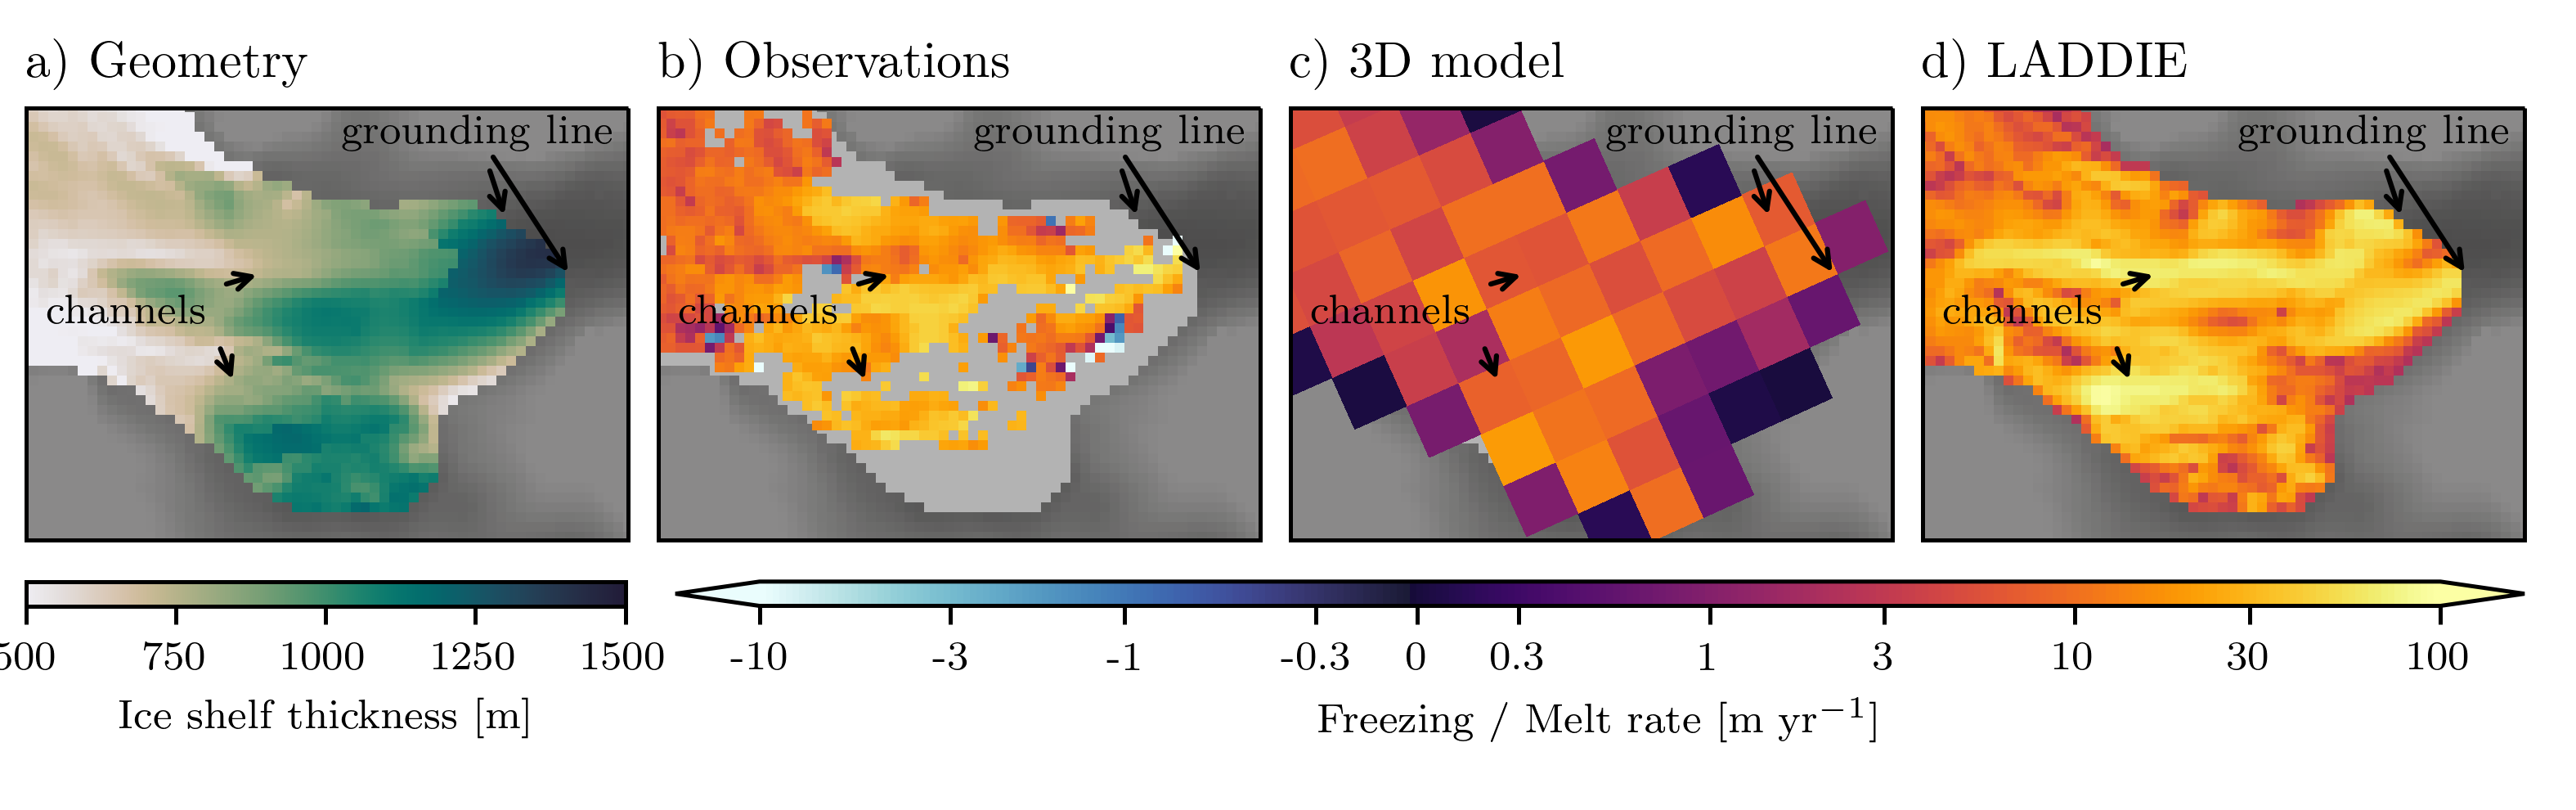 a) Geometry
b) Observations
c) 3D model
d) LADDIE
grounding line
grounding line
grounding line
grounding line
channels
channels
channels
channels
500 750 1000 1250 1500
-10 -3 -1 -0.3 0 0.3 1 3 10 30 100
Ice shelf thickness [m]
Freezing / Melt rate [m yr⁻¹]